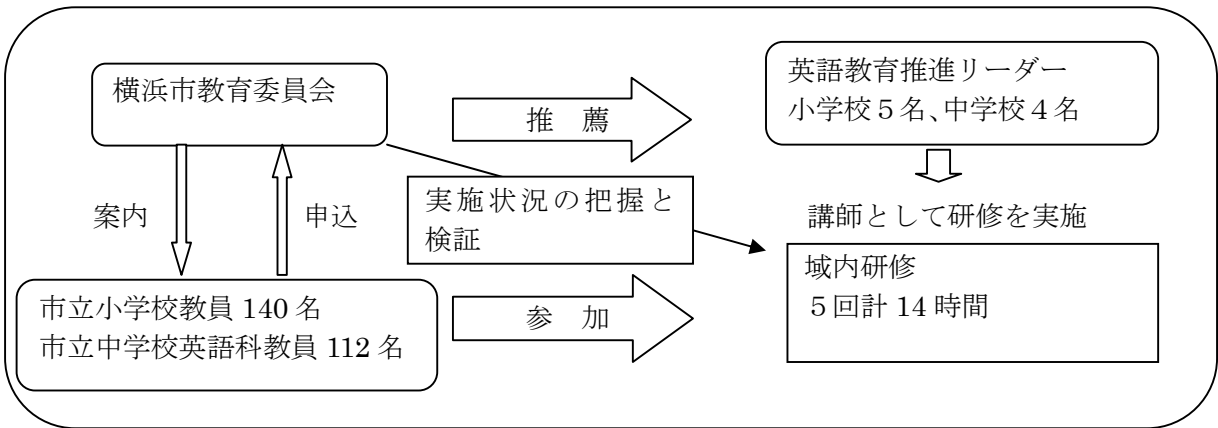 横浜市教育委員会
推　薦
英語教育推進リーダー
小学校５名、中学校４名
案内
申込
実施状況の把握と
検証
講師として研修を実施
市立小学校教員 140 名
市立中学校英語科教員 112 名
参　加
域内研修
５回計 14 時間